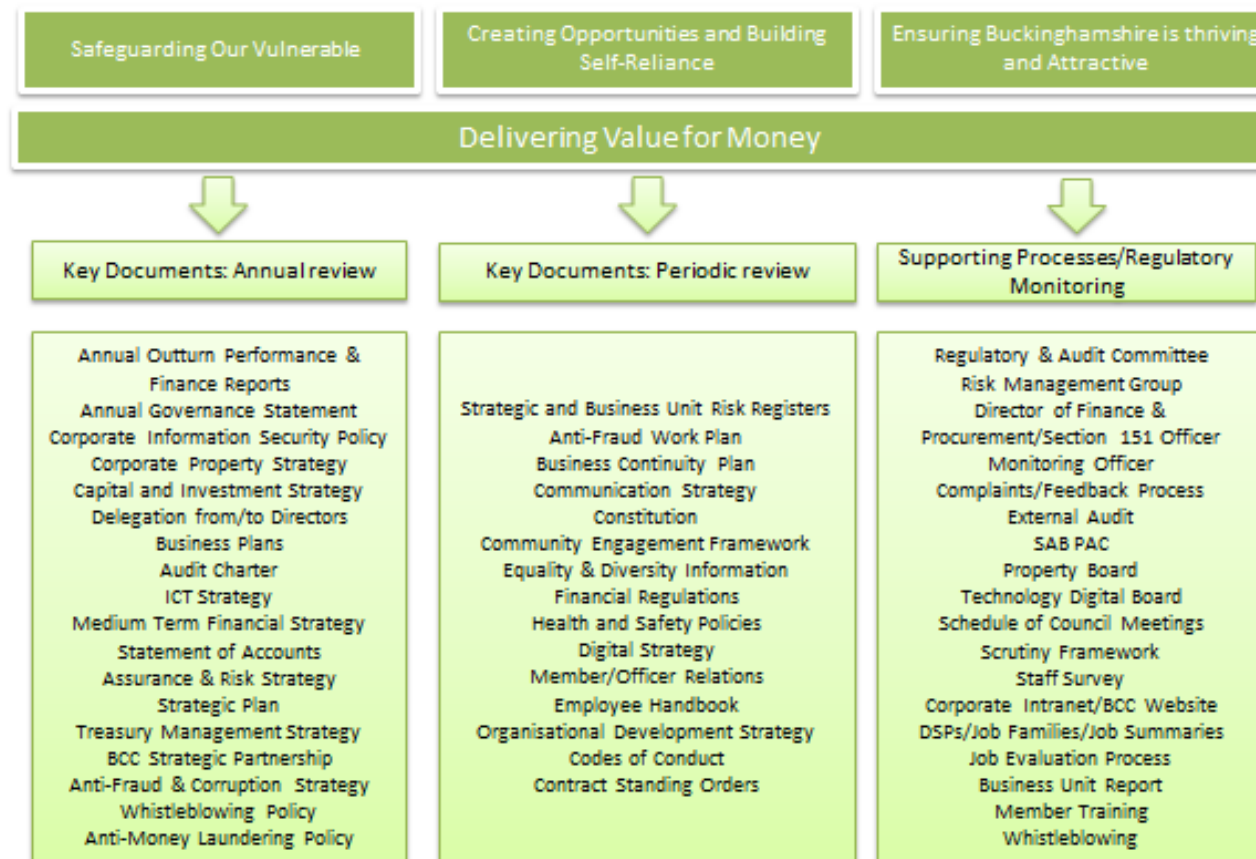 Safeguarding Our Vulnerable
Creating Opportunities and Building
Self-Reliance
Ensuring Buckinghamshire is thriving
and Attractive
Delivering Value for Money
Key Documents: Annual review
Annual Outturn Performance &
Finance Reports
Annual Governance Statement
Corporate Information Security Policy
Corporate Property Strategy
Capital and Investment Strategy
Delegation from/to Directors
Business Plans
Audit Charter
ICT Strategy
Medium Term Financial Strategy
Statement of Accounts
Assurance & Risk Strategy
Strategic Plan
Treasury Management Strategy
BCC Strategic Partnership
Anti-Fraud & Corruption Strategy
Whistleblowing Policy
Anti-Money Laundering Policy
Key Documents: Periodic review
Strategic and Business Unit Risk Registers
Anti-Fraud Work Plan
Business Continuity Plan
Communication Strategy
Constitution
Community Engagement Framework
Equality & Diversity Information
Financial Regulations
Health and Safety Policies
Digital Strategy
Member/Officer Relations
Employee Handbook
Organisational Development Strategy
Codes of Conduct
Contract Standing Orders
Supporting Processes/Regulatory
Monitoring
Regulatory & Audit Committee
Risk Management Group
Director of Finance &
Procurement/Section 151 Officer
Monitoring Officer
Complaints/Feedback Process
External Audit
SAB PAC
Property Board
Technology Digital Board
Schedule of Council Meetings
Scrutiny Framework
Staff Survey
Corporate Intranet/BCC Website
DSPs/Job Families/Job Summaries
Job Evaluation Process
Business Unit Report
Member Training
Whistleblowing